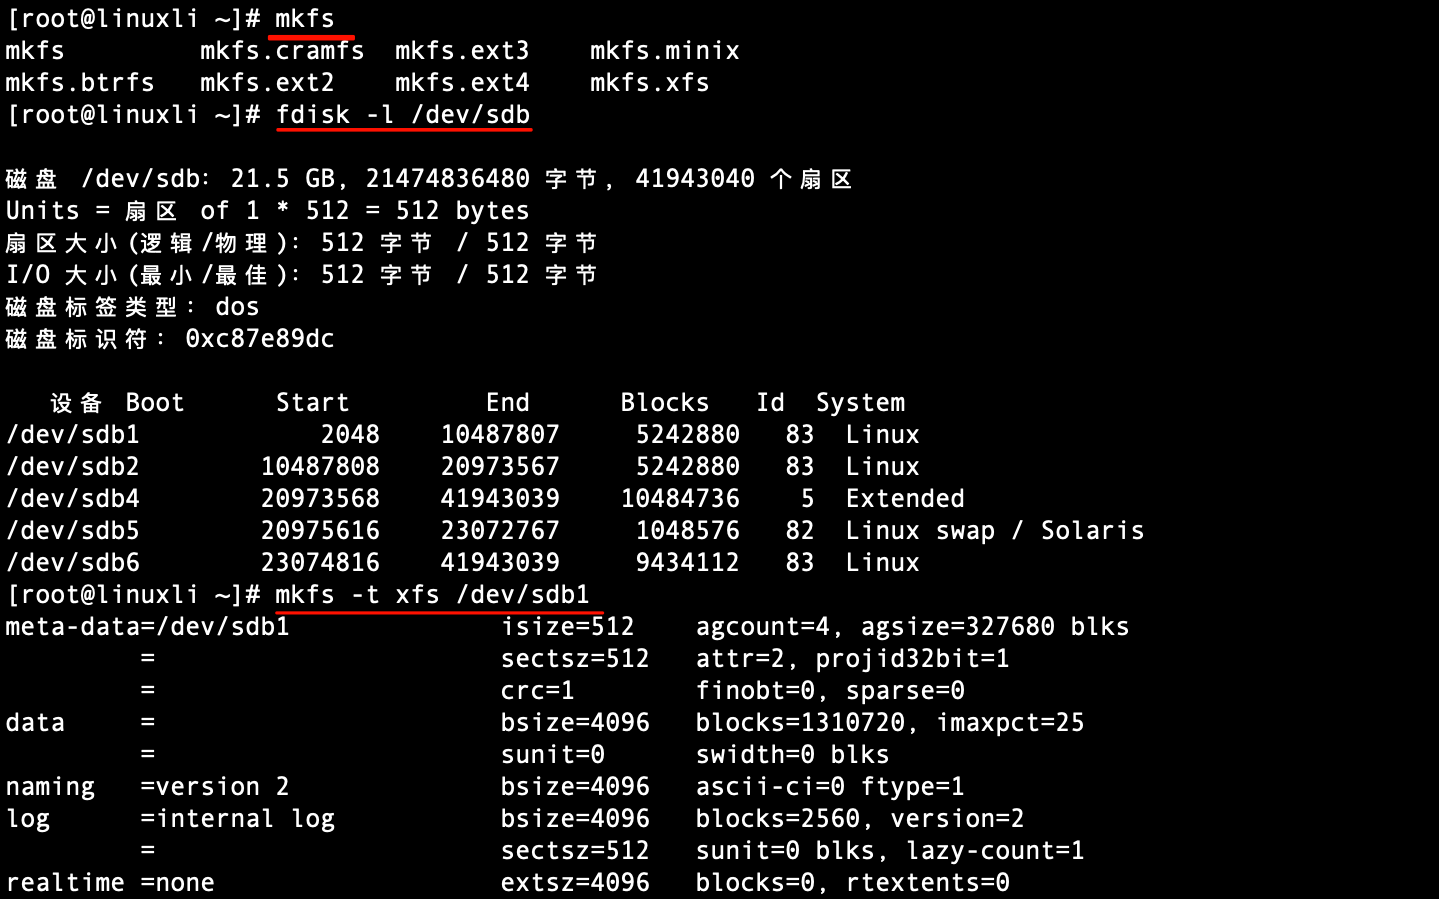 [root@linuxli ~]# mkfs
mkfs         mkfs.cramfs  mkfs.ext3    mkfs.minix
mkfs.btrfs   mkfs.ext2    mkfs.ext4    mkfs.xfs
[root@linuxli ~]# fdisk -l /dev/sdb
磁盘 /dev/sdb: 21.5 GB, 21474836480 字节, 41943040 个扇区
Units = 扇区 of 1 * 512 = 512 bytes
扇区大小(逻辑/物理): 512 字节 / 512 字节
I/O 大小(最小/最佳): 512 字节 / 512 字节
磁盘标签类型: dos
磁盘标识符: 0xc87e89dc
   设备 Boot      Start         End      Blocks   Id  System
/dev/sdb1            2048    10487807     5242880   83  Linux
/dev/sdb2        10487808    20973567     5242880   83  Linux
/dev/sdb4        20973568    41943039    10484736    5  Extended
/dev/sdb5        20975616    23072767     1048576   82  Linux swap / Solaris
/dev/sdb6        23074816    41943039     9434112   83  Linux
[root@linuxli ~]# mkfs -t xfs /dev/sdb1
meta-data=/dev/sdb1              isize=512    agcount=4, agsize=327680 blks
         =                       sectsz=512   attr=2, projid32bit=1
         =                       crc=1        finobt=0, sparse=0
data     =                       bsize=4096   blocks=1310720, imaxpct=25
         =                       sunit=0      swidth=0 blks
naming   =version 2              bsize=4096   ascii-ci=0 ftype=1
log      =internal log           bsize=4096   blocks=2560, version=2
         =                       sectsz=512   sunit=0 blks, lazy-count=1
realtime =none                   extsz=4096   blocks=0, rtextents=0